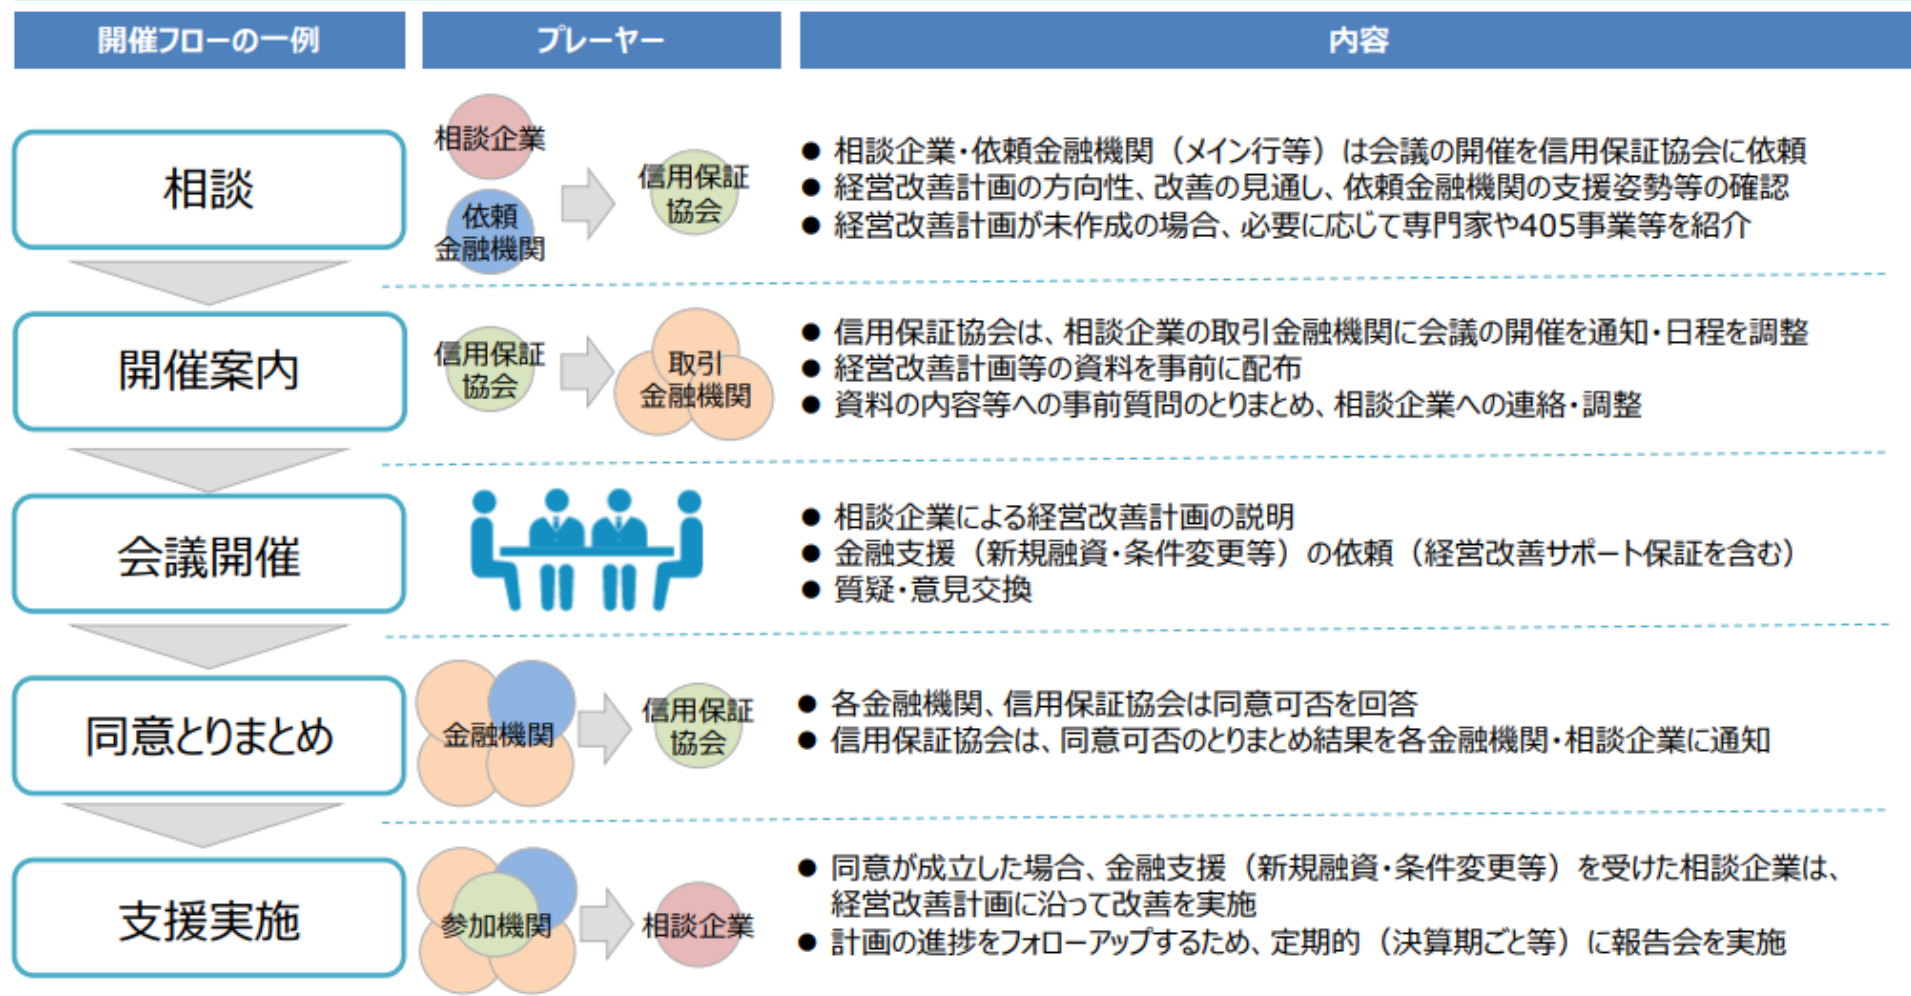 開催フローの一例
プレーヤー
内容
相談
相談企業
依頼
金融機関
信用保証
協会
● 相談企業・依頼金融機関（メイン行等）は会議の開催を信用保証協会に依頼
● 経営改善計画の方向性、改善の見通し、依頼金融機関の支援姿勢等の確認
● 経営改善計画が未作成の場合、必要に応じて専門家や405事業等を紹介
開催案内
信用保証
協会
取引
金融機関
● 信用保証協会は、相談企業の取引金融機関に会議の開催を通知・日程を調整
● 経営改善計画等の資料を事前に配布
● 資料の内容等への事前質問のとりまとめ、相談企業への連絡・調整
会議開催
● 相談企業による経営改善計画の説明
● 金融支援（新規融資・条件変更等）の依頼（経営改善サポート保証を含む）
● 質疑・意見交換
同意とりまとめ
金融機関
信用保証
協会
● 各金融機関、信用保証協会は同意可否を回答
● 信用保証協会は、同意可否のとりまとめ結果を各金融機関・相談企業に通知
支援実施
参加機関
相談企業
● 同意が成立した場合、金融支援（新規融資・条件変更等）を受けた相談企業は、
経営改善計画に沿って改善を実施
● 計画の進捗をフォローアップするため、定期的（決算期ごと等）に報告会を実施